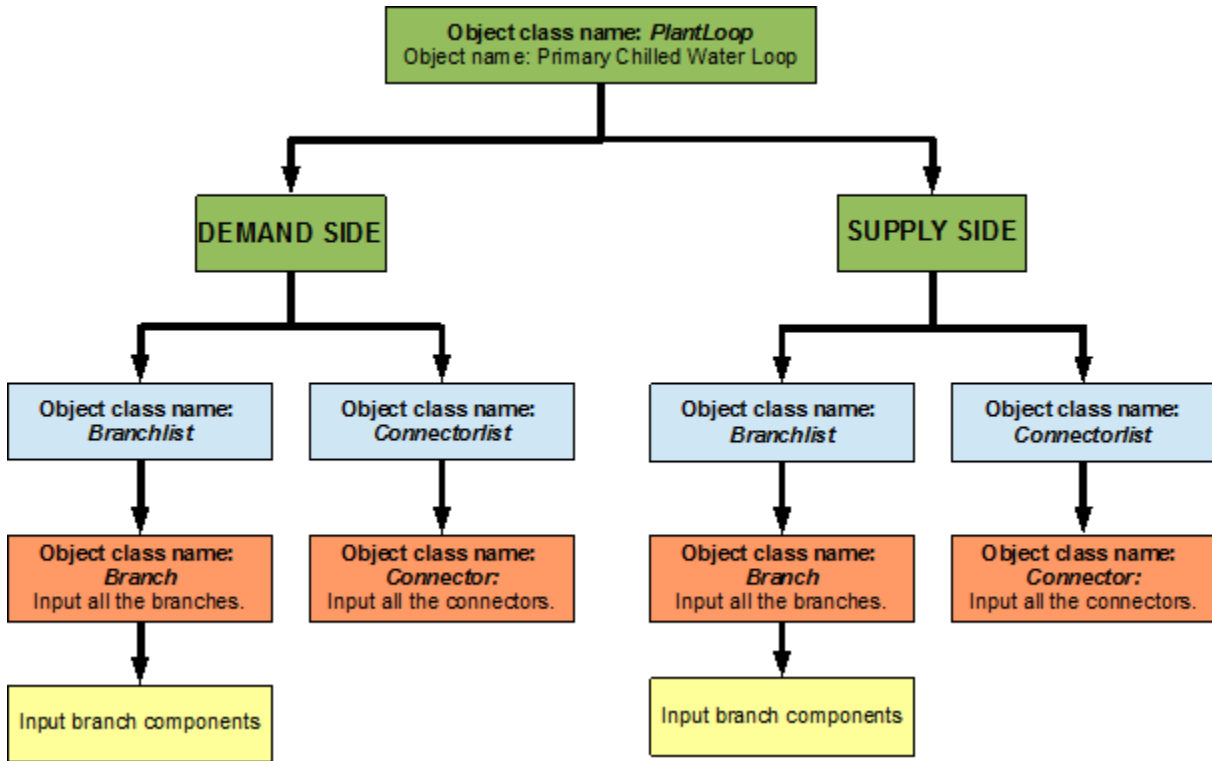 Object class name: PlantLoop
Object name: Primary Chilled Water Loop
DEMAND SIDE
SUPPLY SIDE
Object class name:
Branchlist
Object class name:
Connectorlist
Object class name:
Branchlist
Object class name:
Connectorlist
Object class name:
Branch
Input all the branches.
Object class name:
Connector:
Input all the connectors.
Object class name:
Branch
Input all the branches.
Object class name:
Connector:
Input all the connectors.
Input branch components
Input branch components